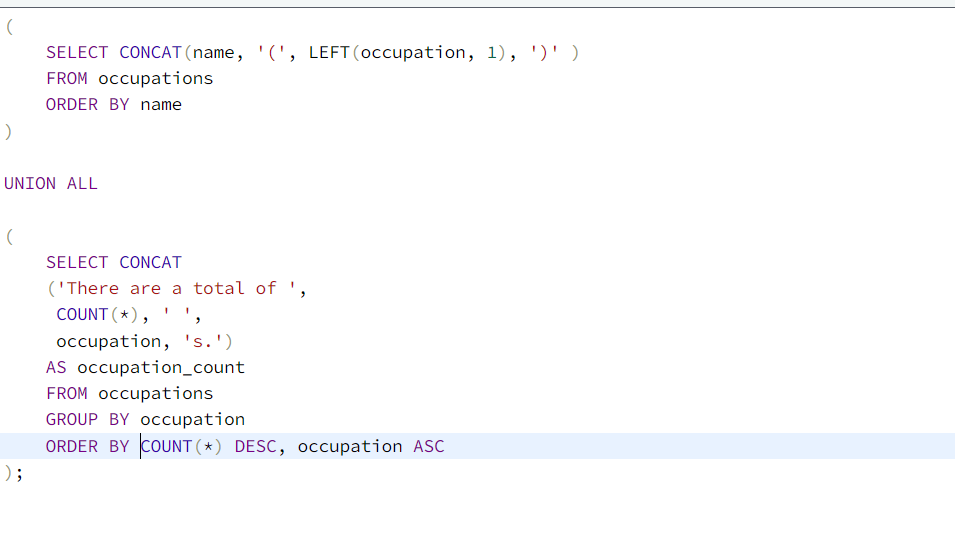 (
    SELECT CONCAT(name, '(', LEFT(occupation, 1), ')' )
    FROM occupations
    ORDER BY name
)
UNION ALL
(
    SELECT CONCAT
    ('There are a total of ',
     COUNT(*), ' ',
     occupation, 's.')
    AS occupation_count
    FROM occupations
    GROUP BY occupation
    ORDER BY COUNT(*) DESC, occupation ASC
);